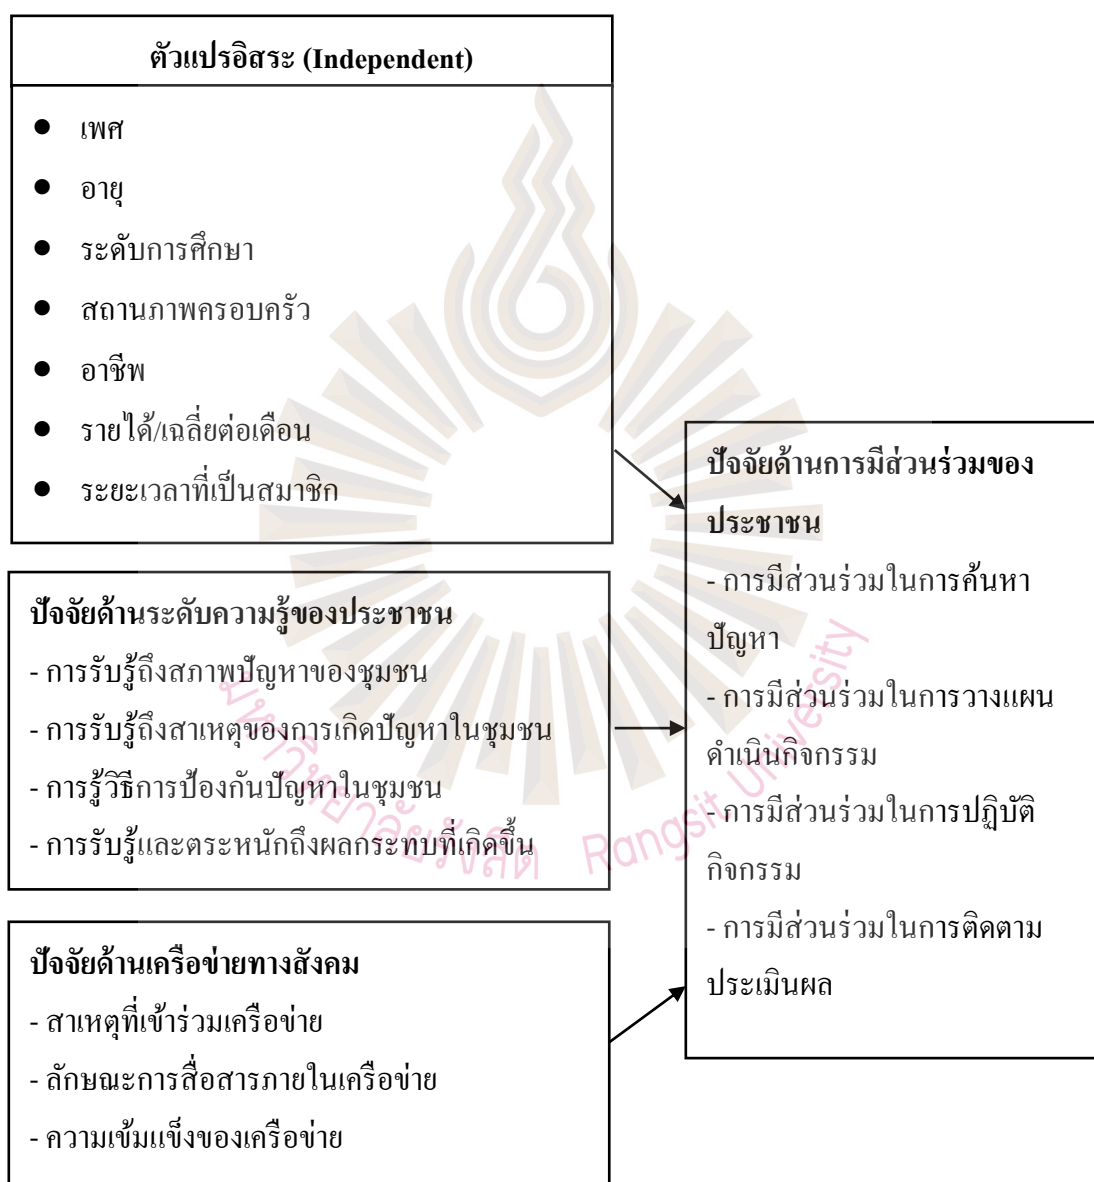 ตัวแปรอิสระ (Independent)
● เพศ
● อายุ
● ระดับการศึกษา
● สถานภาพครอบครัว
● อาชีพ
● รายได้/เฉลี่ยต่อเดือน
● ระยะเวลาที่เป็นสมาชิก
ปัจจัยด้านระดับความรู้ของประชาชน
- การรับรู้ถึงสภาพปัญหาของชุมชน
- การรับรู้ถึงสาเหตุของการเกิดปัญหาในชุมชน
- การรู้วิธีการป้องกันปัญหาในชุมชน
- การรับรู้และตระหนักถึงผลกระทบที่เกิดขึ้น
ปัจจัยด้านเครือข่ายทางสังคม
- สาเหตุที่เข้าร่วมเครือข่าย
- ลักษณะการสื่อสารภายในเครือข่าย
- ความเข้มแข็งของเครือข่าย
ปัจจัยด้านการมีส่วนร่วมของ
ประชาชน
- การมีส่วนร่วมในการค้นหา
ปัญหา
- การมีส่วนร่วมในการวางแผน
ดำเนินกิจกรรม
- การมีส่วนร่วมในการปฏิบัติ
กิจกรรม
- การมีส่วนร่วมในการติดตาม
ประเมินผล
มหาวิทยาลัยรังสิต Rangsit University